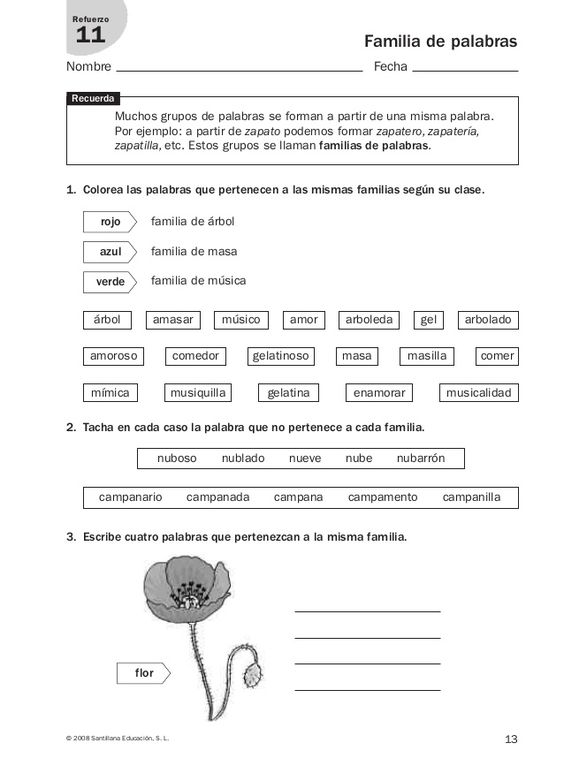 Refuerzo
11
Familia de palabras
Nombre Fecha
Recuerda
Muchos grupos de palabras se forman a partir de una misma palabra.
Por ejemplo: a partir de zapato podemos formar zapatero, zapatería,
zapatilla, etc. Estos grupos se llaman familias de palabras.
1. Colorea las palabras que pertenecen a las mismas familias según su clase.
rojo familia de árbol
azul familia de masa
verde familia de música
árbol amasar músico amor arboleda gel arbolado
amoroso comedor gelatinoso masa masilla comer
mímica musiquilla gelatina enamorar musicalidad
2. Tacha en cada caso la palabra que no pertenece a cada familia.
nuboso nublado nueve nube nubarrón
campanario campanada campana campamento campanilla
3. Escribe cuatro palabras que pertenezcan a la misma familia.
flor
© 2008 Santillana Educación, S. L.
13